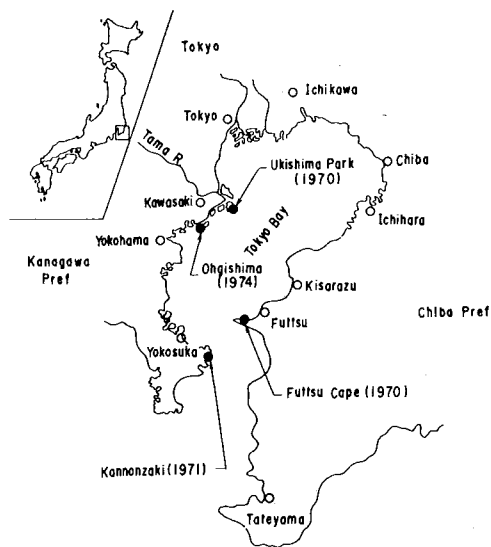 Tokyo
Ichikawa
Tokyo
Tama R
Chiba
Ukishima Park
(1970)
Kawasaki
Ichihara
Tokyo Bay
Yokohama
Kanagawa
Pref
Ohgishima
(1974)
Kisarazu
Chiba Pref
Futtsu
Yokosuka
Futtsu Cape (1970)
Kannonzaki (1971)
Tateyama